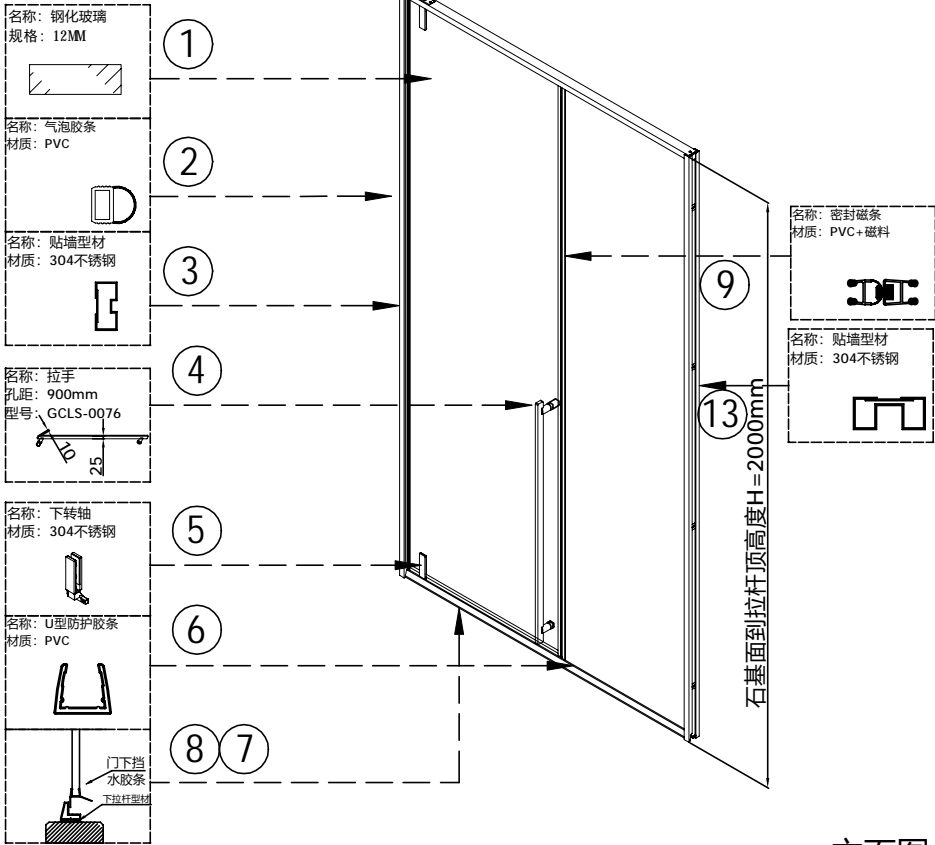 名称: 钢化玻璃
规格: 12MM
1
名称: 气泡胶条
材质: PVC
2
名称: 贴墙型材
材质: 304不锈钢
3
名称: 拉手
孔距: 900mm
型号: GCLS-0076
10
25
4
名称: 下转轴
材质: 304不锈钢
5
名称: U型防护胶条
材质: PVC
6
门下挡
水胶条
下拉杆型材
8
7
名称: 密封磁条
材质: PVC+磁料
9
名称: 贴墙型材
材质: 304不锈钢
13
石基面到拉杆顶高度H=2000mm